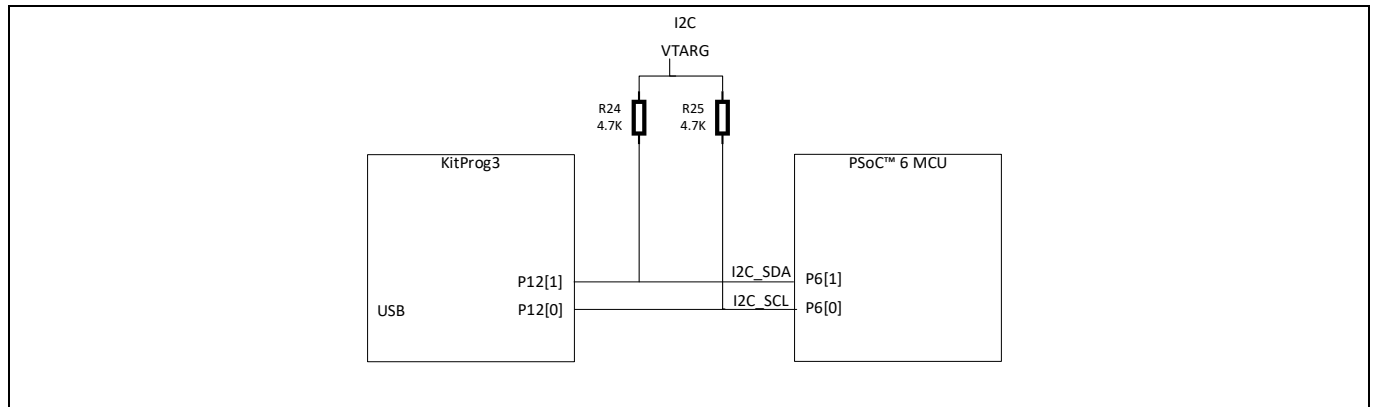 I2C
VTARG
R24
4.7K
R25
4.7K
KitProg3
PSoC™ 6 MCU
P12[1]
I2C_SDA
P6[1]
USB
P12[0]
I2C_SCL
P6[0]